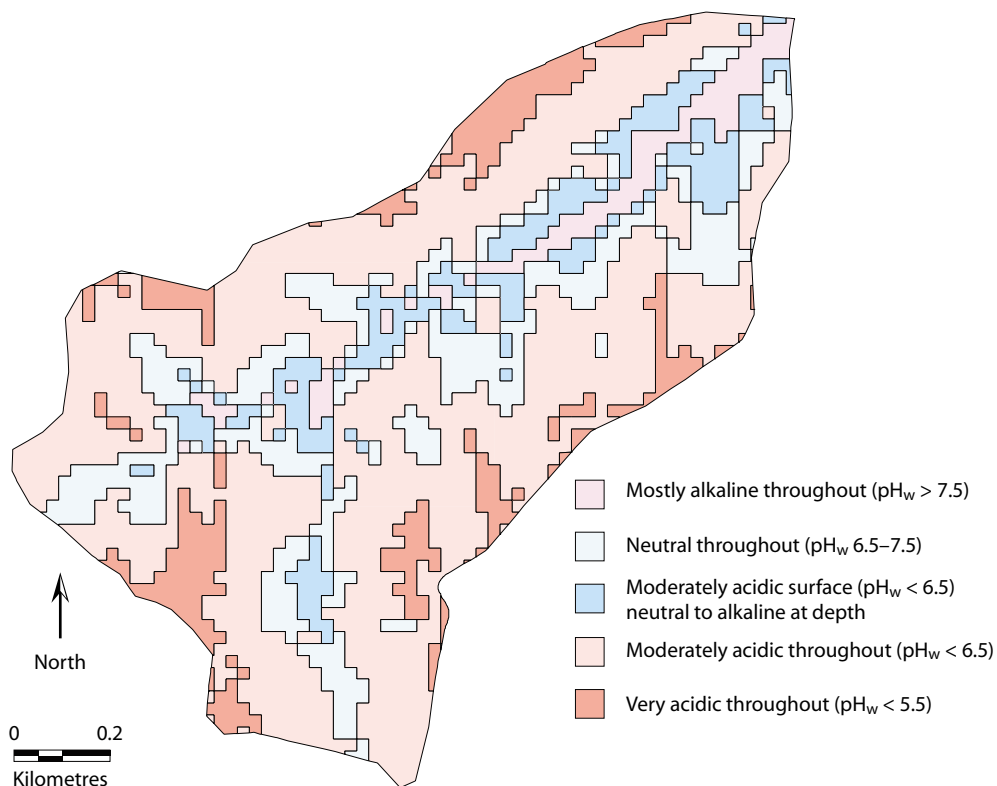 Mostly alkaline throughout (pHw > 7.5)
Neutral throughout (pHw 6.5–7.5)
Moderately acidic surface (pHw < 6.5)
neutral to alkaline at depth
Moderately acidic throughout (pHw < 6.5)
Very acidic throughout (pHw < 5.5)
North
0 0.2
Kilometres